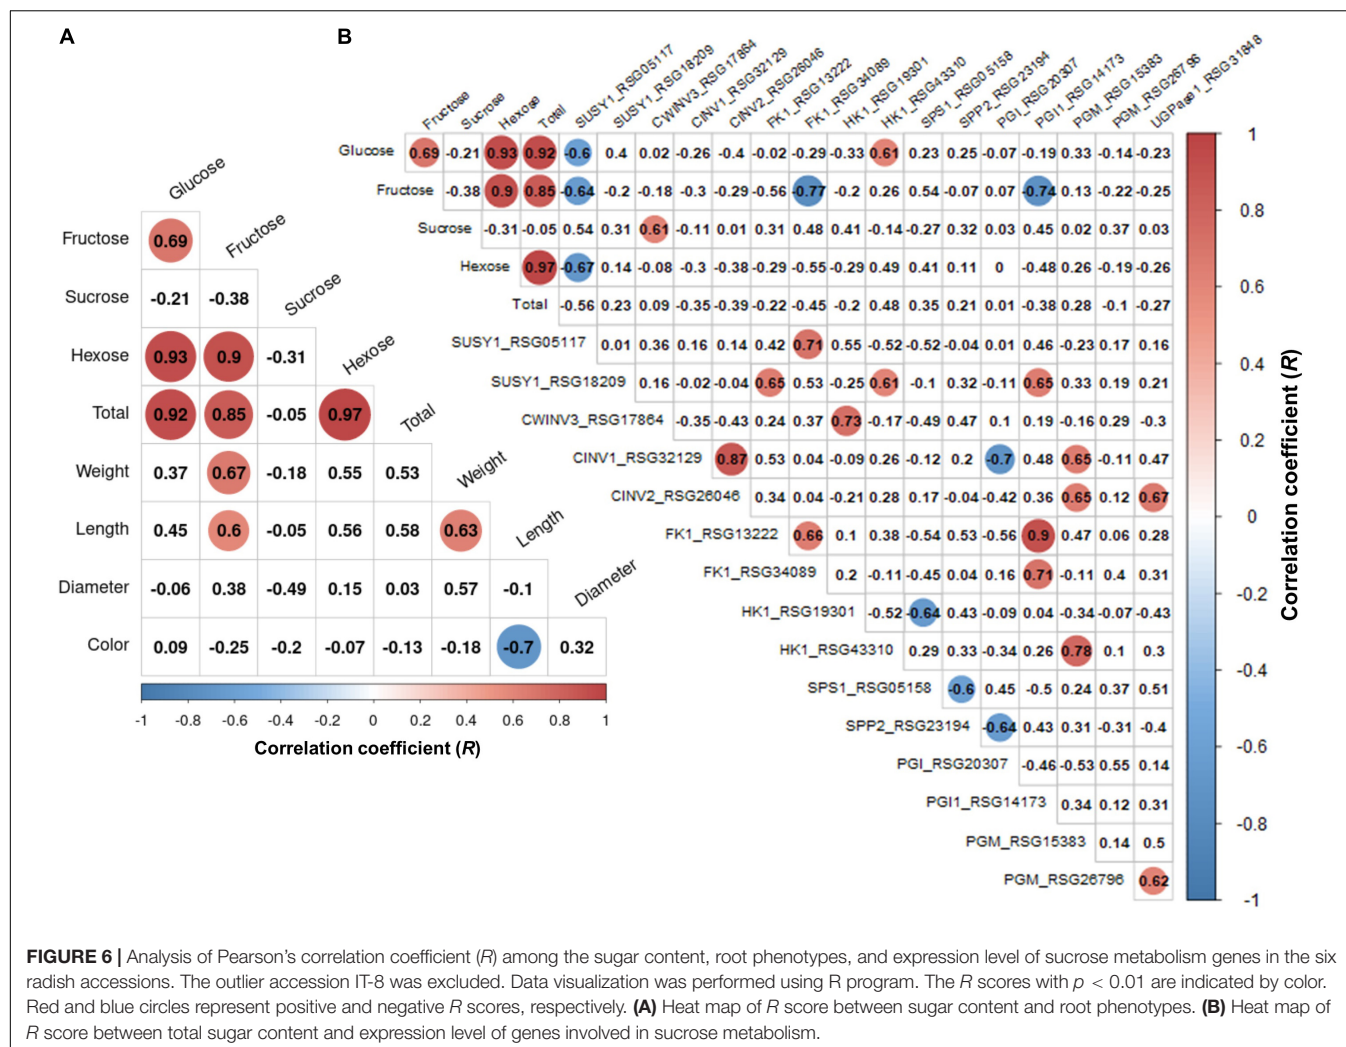 A
B
Fructose
Sucrose
Hexose
Total
SUSY1_RSG05117
SUSY1_RSG18209
CWINV3_RSG17864
CINV1_RSG32129
CINV2_RSG26046
FK1_RSG13222
FK1_RSG34089
HK1_RSG19301
HK1_RSG43310
SPS1_RSG05158
SPP2_RSG23194
PGI_RSG20307
PGI1_RSG14173
PGM_RSG15383
PGM_RSG26796
UGPase1_RSG31848
Glucose 0.69 -0.21 0.93 0.92 -0.6 0.4 0.02 -0.26 -0.4 -0.02 -0.29 -0.33 0.61 0.23 0.25 -0.07 -0.19 0.33 -0.14 -0.23
Fructose -0.38 0.9 0.85 -0.64 -0.2 -0.18 -0.3 -0.29 -0.56 -0.77 -0.2 0.26 0.54 -0.07 0.07 -0.74 0.13 -0.22 -0.25
Sucrose -0.31 -0.05 0.54 0.31 0.61 -0.11 0.01 0.31 0.48 0.41 -0.14 -0.27 0.32 0.03 0.45 0.02 0.37 0.03
Hexose 0.97 -0.67 0.14 -0.08 -0.3 -0.38 -0.29 -0.55 -0.29 0.49 0.41 0.11 0 -0.48 0.26 -0.19 -0.26
Total -0.56 0.23 0.09 -0.35 -0.39 -0.22 -0.45 -0.2 0.48 0.35 0.21 0.01 -0.38 0.28 -0.1 -0.27
SUSY1_RSG05117 0.01 0.36 0.16 0.14 0.42 0.71 0.55 -0.52 -0.52 -0.04 0.01 0.46 -0.23 0.17 0.16
SUSY1_RSG18209 0.16 -0.02 -0.04 0.65 0.53 -0.25 0.61 -0.1 0.32 -0.11 0.65 0.33 0.19 0.21
CWINV3_RSG17864 -0.35 -0.43 0.24 0.37 0.73 -0.17 -0.49 0.47 0.1 0.19 -0.16 0.29 -0.3
CINV1_RSG32129 0.87 0.53 0.04 -0.09 0.26 -0.12 0.2 -0.7 0.48 0.65 -0.11 0.47
CINV2_RSG26046 0.34 0.04 -0.21 0.28 0.17 -0.04 -0.42 0.36 0.65 0.12 0.67
FK1_RSG13222 0.66 0.1 0.38 -0.54 0.53 -0.56 0.9 0.47 0.06 0.28
FK1_RSG34089 0.2 -0.11 -0.45 0.04 0.16 0.71 -0.11 0.4 0.31
HK1_RSG19301 -0.52 -0.64 0.43 -0.09 0.04 -0.34 -0.07 -0.43
HK1_RSG43310 0.29 0.33 -0.34 0.26 0.78 0.1 0.3
SPS1_RSG05158 -0.6 0.45 -0.5 0.24 0.37 0.51
SPP2_RSG23194 -0.64 0.43 0.31 -0.31 -0.4
PGI_RSG20307 -0.46 -0.53 0.55 0.14
PGI1_RSG14173 0.34 0.12 0.31
PGM_RSG15383 0.14 0.5
PGM_RSG26796 0.62
1
0.8
0.6
0.4
0.2
0
-0.2
-0.4
-0.6
-0.8
-1
Correlation coefficient (R)
Glucose
Fructose 0.69 Fructose
Sucrose -0.21 -0.38 Sucrose
Hexose 0.93 0.9 -0.31 Hexose
Total 0.92 0.85 -0.05 0.97 Total
Weight 0.37 0.67 -0.18 0.55 0.53 Weight
Length 0.45 0.6 -0.05 0.56 0.58 0.63 Length
Diameter -0.06 0.38 -0.49 0.15 0.03 0.57 -0.1 Diameter
Color 0.09 -0.25 -0.2 -0.07 -0.13 -0.18 -0.7 0.32
-1 -0.8 -0.6 -0.4 -0.2 0 0.2 0.4 0.6 0.8 1
Correlation coefficient (R)
FIGURE 6 | Analysis of Pearson's correlation coefficient (R) among the sugar content, root phenotypes, and expression level of sucrose metabolism genes in the six
radish accessions. The outlier accession IT-8 was excluded. Data visualization was performed using R program. The R scores with p < 0.01 are indicated by color.
Red and blue circles represent positive and negative R scores, respectively. (A) Heat map of R score between sugar content and root phenotypes. (B) Heat map of
R score between total sugar content and expression level of genes involved in sucrose metabolism.